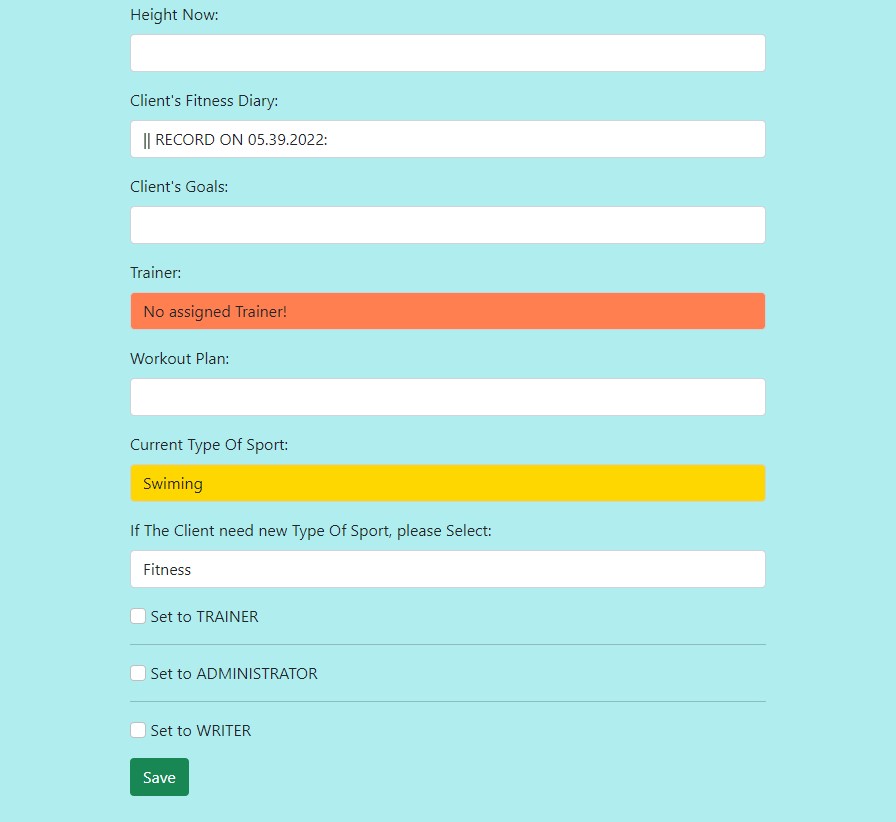 Height Now:
Client's Fitness Diary:
|| RECORD ON 05.39.2022:
Client's Goals:
Trainer:
No assigned Trainer!
Workout Plan:
Current Type Of Sport:
Swiming
If The Client need new Type Of Sport, please Select:
Fitness
Set to TRAINER
Set to ADMINISTRATOR
Set to WRITER
Save